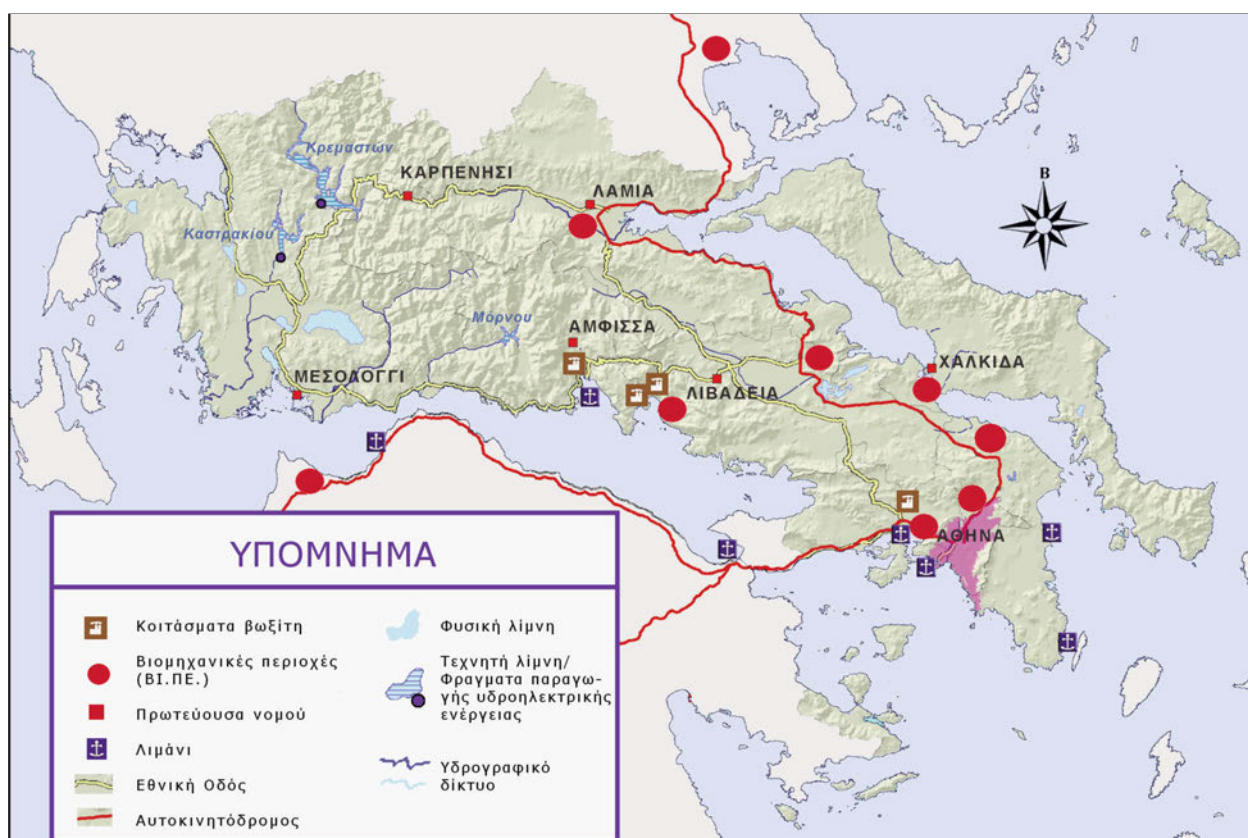 Κρεμαστών
ΚΑΡΠΕΝΗΣΙ
ΛΑΜΙΑ
Β
Καστρακίου
Μόρνου
ΑΜΦΙΣΣΑ
ΧΑΛΚΙΔΑ
ΜΕΣΟΛΟΓΓΙ
ΛΙΒΑΔΕΙΑ
ΑΘΗΝΑ
ΥΠΟΜΝΗΜΑ
Κοιτάσματα βωξίτη
Βιομηχανικές περιοχές
(ΒΙ.ΠΕ.)
Πρωτεύουσα νομού
Λιμάνι
Εθνική Οδός
Αυτοκινητόδρομος
Φυσική λίμνη
Τεχνητή λίμνη/
Φραγματα παραγω-
γής υδροηλεκτρικής
ενέργειας
Υδρογραφικό
δίκτυο